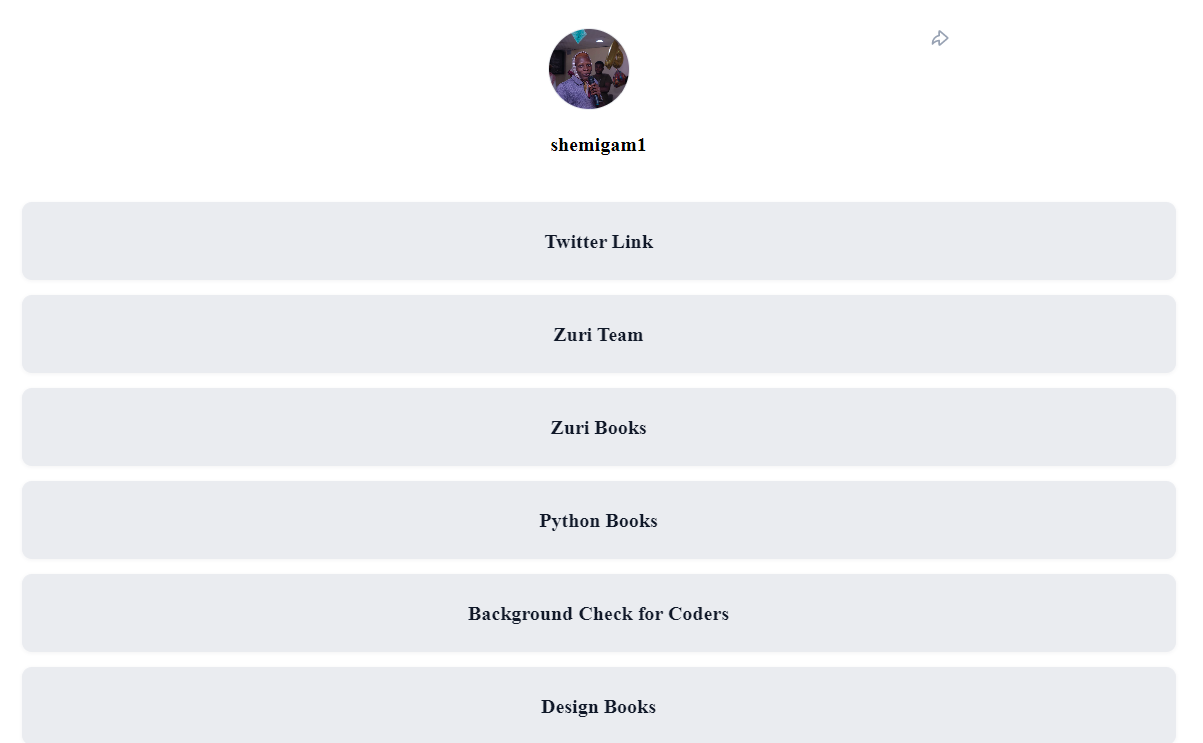 shemigam1
Twitter Link
Zuri Team
Zuri Books
Python Books
Background Check for Coders
Design Books